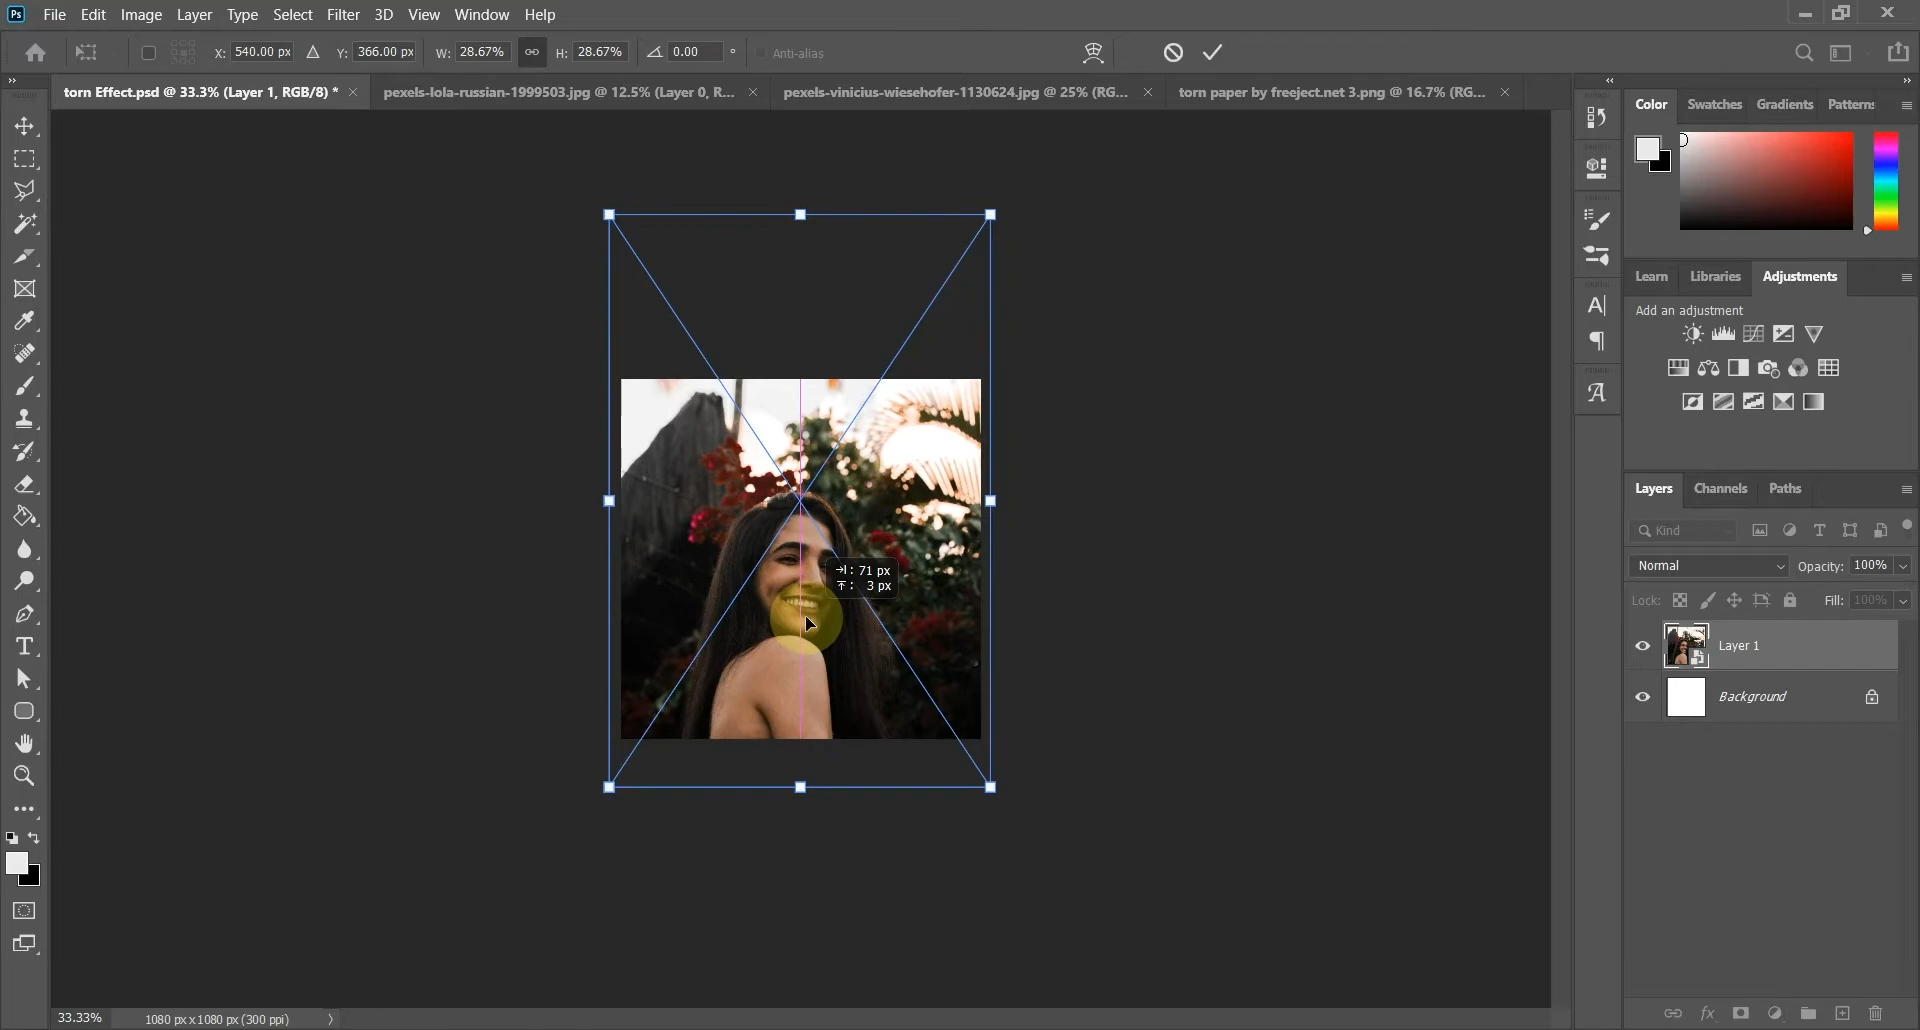 Ps File Edit Image Layer Type Select Filter 3D View Window Help
X: 540.00 px Y: 366.00 px W: 28.67% H: 28.67% 0.00 ° Anti-alias
torn Effect.psd @ 33.3% (Layer 1, RGB/8) * pexels-lola-russian-1999503.jpg @ 12.5% (Layer 0, R... pexels-vinicius-wiesehofer-1130624.jpg @ 25% (RG... torn paper by freeject.net 3.png @ 16.7% (RG...
Color Swatches Gradients Patterns
Learn Libraries Adjustments
Add an adjustment
Layers Channels Paths
Kind
Normal Opacity: 100%
Lock: Fill: 100%
Layer 1
Background
: 71 px
: 3 px
33.33% 1080 px x 1080 px (300 ppi)